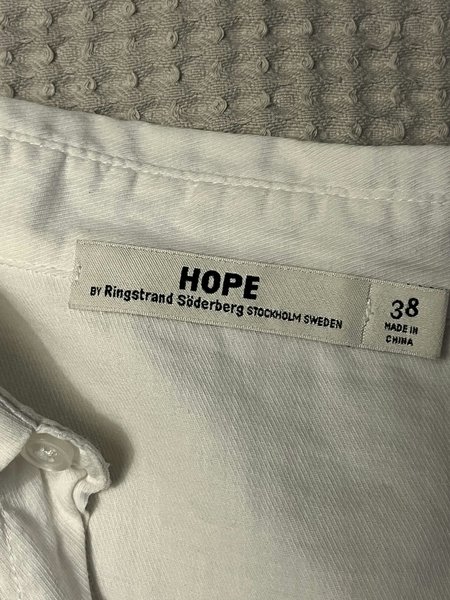 HOPE
BY Ringstrand Söderberg STOCKHOLM SWEDEN
38
MADE IN
CHINA